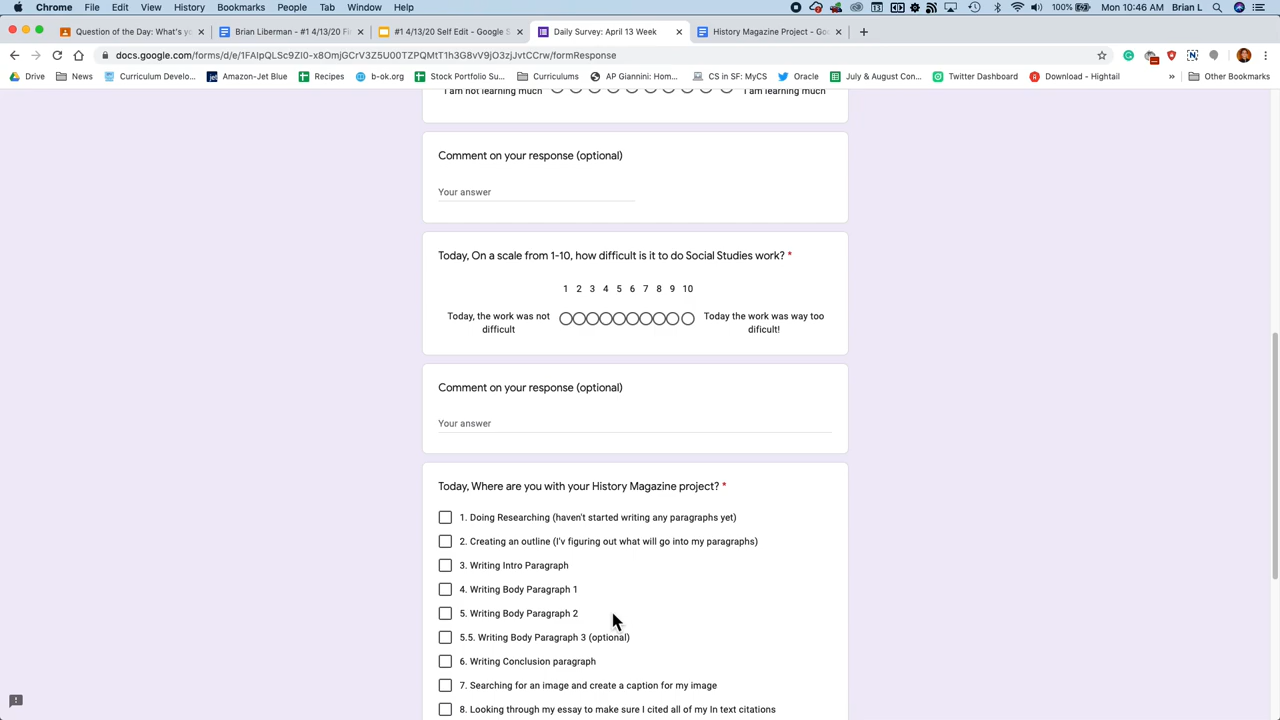 Chrome File Edit View History Bookmarks People Tab Window Help 100% Mon 10:46 AM Brian L
Question of the Day: What's yo
Brian Liberman - #1 4/13/20 Fi
#1 4/13/20 Self Edit - Google S
Daily Survey: April 13 Week
History Magazine Project - Go
docs.google.com/forms/d/e/1FAIpQLSc9ZI0-x8OmjGCrV3Z5U00TZPQMtT1h3G8vV9jO3zjJvtCCrw/formResponse
Drive News Curriculum Develo... Amazon-Jet Blue Recipes b-ok.org Stock Portfolio Su... Curriculums AP Giannini: Hom... CS in SF: MyCS Oracle July & August Con... Twitter Dashboard Download - Hightail » Other Bookmarks
I am not learning much I am learning much
Comment on your response (optional)
Your answer
Today, On a scale from 1-10, how difficult is it to do Social Studies work? *
1 2 3 4 5 6 7 8 9 10
Today, the work was not
difficult
Today the work was way too
dificult!
Comment on your response (optional)
Your answer
Today, Where are you with your History Magazine project? *
1. Doing Researching (haven't started writing any paragraphs yet)
2. Creating an outline (I'v figuring out what will go into my paragraphs)
3. Writing Intro Paragraph
4. Writing Body Paragraph 1
5. Writing Body Paragraph 2
5.5. Writing Body Paragraph 3 (optional)
6. Writing Conclusion paragraph
7. Searching for an image and create a caption for my image
8. Looking through my essay to make sure I cited all of my In text citations